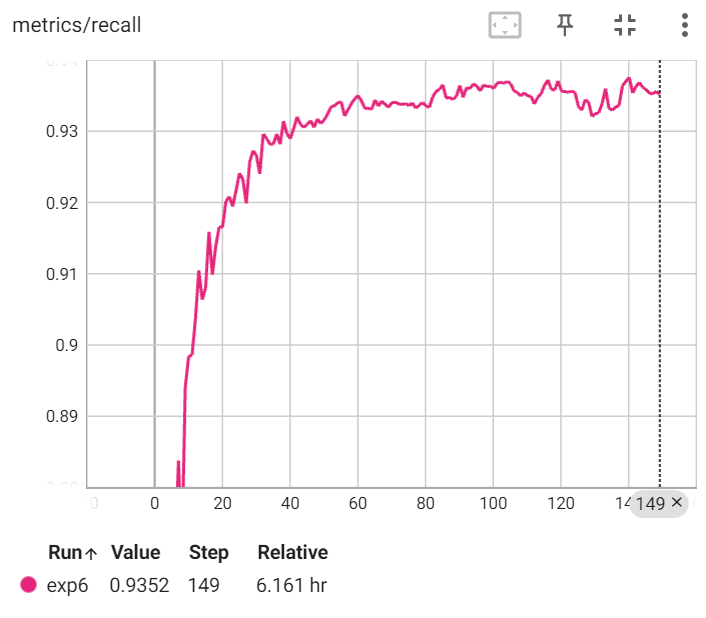 metrics/recall
0.93
0.92
0.91
0.9
0.89
0 20 40 60 80 100 120 149 ✕
Run↑ Value Step Relative
exp6 0.9352 149 6.161 hr